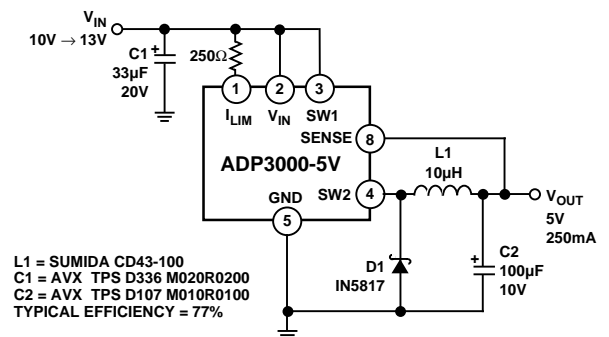 VIN
10V → 13V
C1
+
33µF
20V
250Ω
1
2
3
ILIM
VIN
SW1
SENSE
8
ADP3000-5V
SW2
4
GND
5
L1
10µH
VOUT
5V
250mA
D1
IN5817
+
C2
100µF
10V
L1 = SUMIDA CD43-100
C1 = AVX TPS D336 M020R0200
C2 = AVX TPS D107 M010R0100
TYPICAL EFFICIENCY = 77%